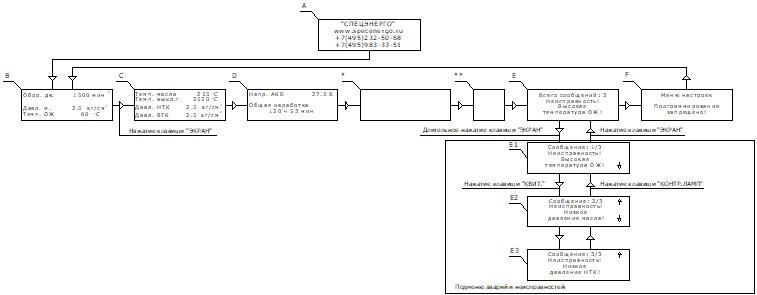 A
"СПЕЦЭНЕРГО"
www.specenergo.ru
+7(495)232-50-68
+7(495)983-33-51
B
Обор. дв. 1500 мин
Давл. м. 2.5 кг/см²
Темп. ОЖ 60 °С
C
Темп. масла 255 °С
Темп. выхл.г. 2550 °С
Давл. НТК 2.5 кг/см²
Давл. ВТК 2.5 кг/см²
D
Напр. АКБ 27.5 В
Общая наработка
120 ч 53 мин
*
**
E
Всего сообщений: 3
Неисправность!
Высокая
температура ОЖ!
F
Меню настроек
Программирование
запрещено!
Нажатие клавиши "ЭКРАН"
Длительное нажатие клавиши "ЭКРАН"
Нажатие клавиши "ЭКРАН"
E1
Сообщение: 1/3
Неисправность!
Высокая
температура ОЖ!
Нажатие клавиши "КВИТ."
Нажатие клавиши "КОНТР.ЛАМП"
E2
Сообщение: 2/3
Неисправность!
Низкое
давление масла!
E3
Сообщение: 3/3
Неисправность!
Низкое
давление НТК!
Подменю аварий и неисправностей